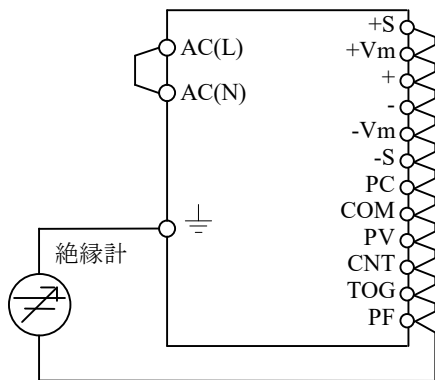 AC(L)
AC(N)
絶縁計
+S
+Vm
+
-
-Vm
-S
PC
COM
PV
CNT
TOG
PF